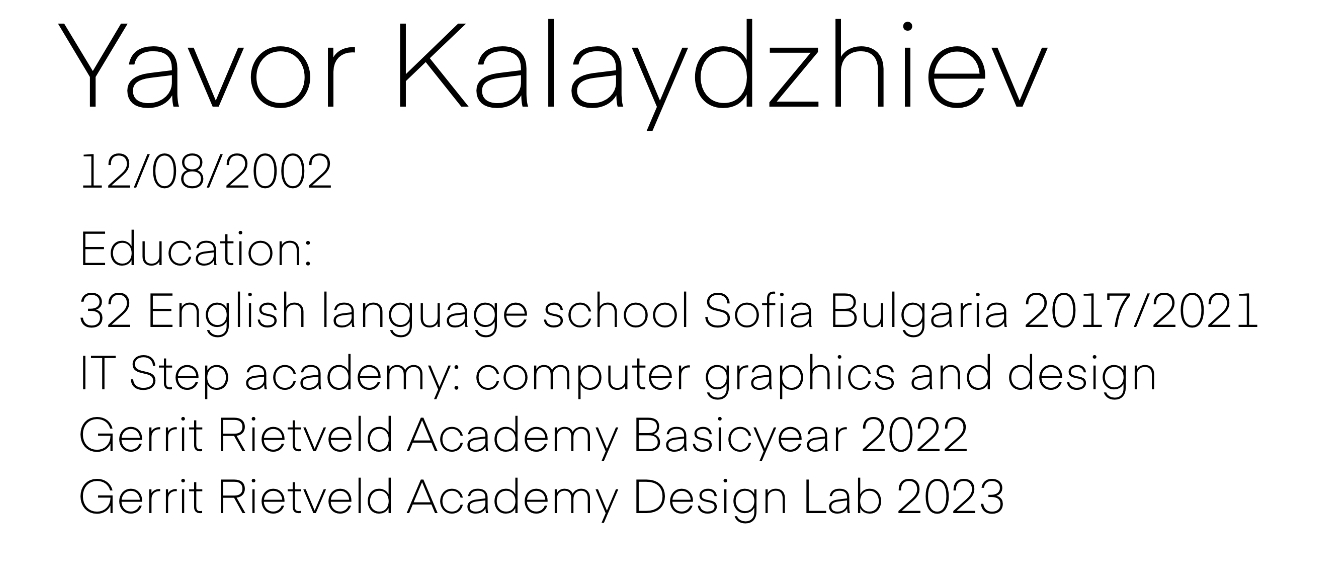 Yavor Kalaydzhiev
12/08/2002
Education:
32 English language school Sofia Bulgaria 2017/2021
IT Step academy: computer graphics and design
Gerrit Rietveld Academy Basicyear 2022
Gerrit Rietveld Academy Design Lab 2023